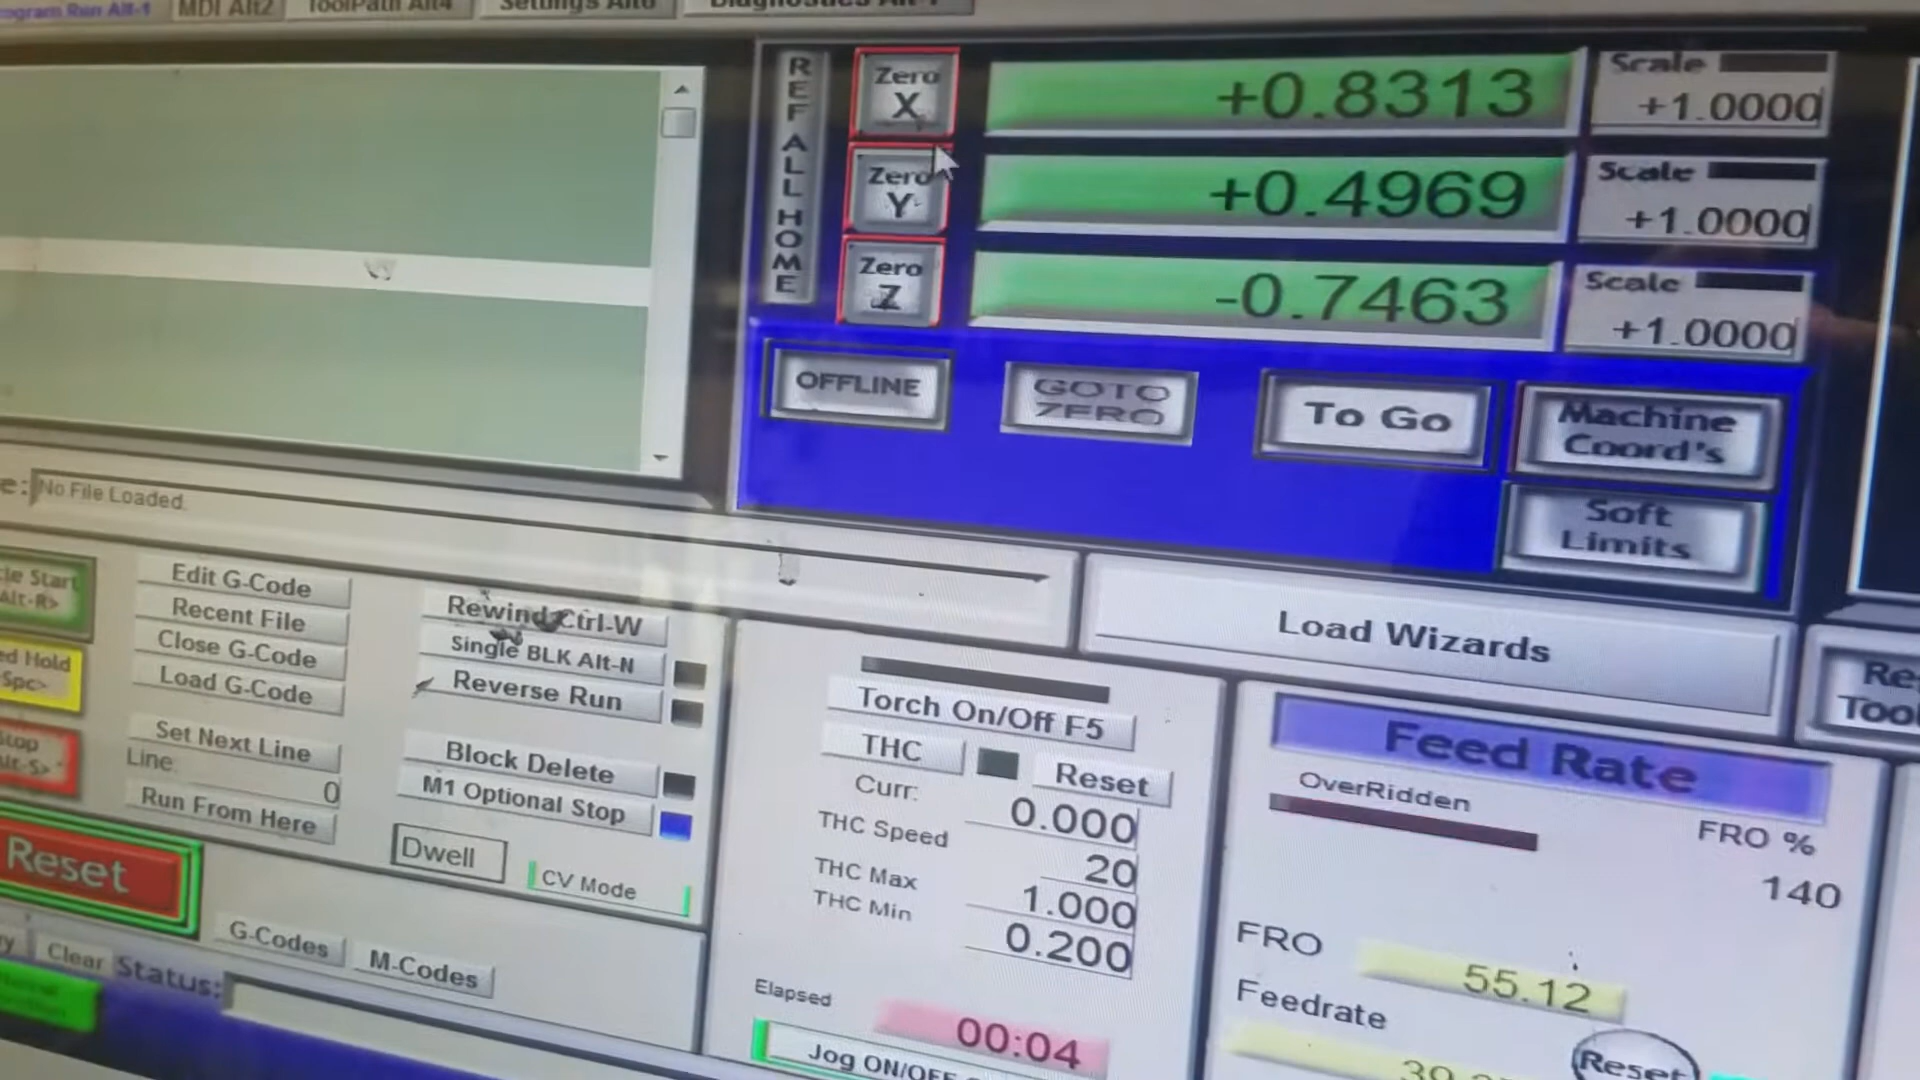 MDI Alt2
ToolPath Alt4
Settings Alt6
REF ALL HOME
Zero X
+0.8313
Scale
+1.0000
Zero Y
+0.4969
Scale
+1.0000
Zero Z
-0.7463
Scale
+1.0000
OFFLINE
GOTO ZERO
To Go
Machine Coord's
Soft Limits
No File Loaded.
Load Wizards
Edit G-Code
Recent File
Close G-Code
Load G-Code
Set Next Line
Line:
0
Run From Here
Rewind Ctrl-W
Single BLK Alt-N
Reverse Run
Block Delete
M1 Optional Stop
Dwell
CV Mode
Reset
G-Codes
M-Codes
Clear
Status:
Torch On/Off F5
THC
Reset
Curr:
0.000
THC Speed
20
THC Max
1.000
THC Min
0.200
Elapsed
00:04
Jog ON/OFF
Feed Rate
OverRidden
FRO %
140
FRO
55.12
Feedrate
Reset